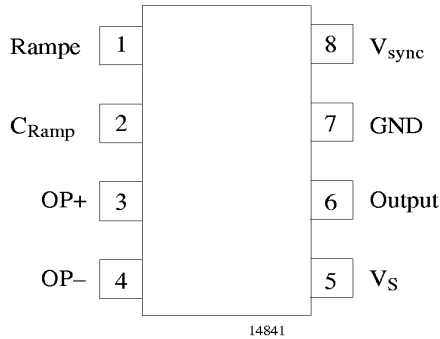 Rampe 1 8 Vsync
CRamp 2 7 GND
OP+ 3 6 Output
OP− 4 5 VS
14841